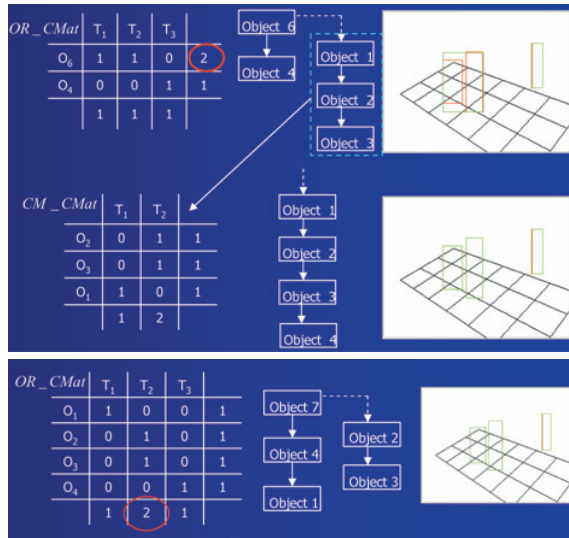 OR_CMat T₁ T₂ T₃
O₆ 1 1 0 2
O₄ 0 0 1 1
1 1 1
Object 6
Object 4
Object 1
Object 2
Object 3
CM_CMat T₁ T₂
O₂ 0 1 1
O₃ 0 1 1
O₁ 1 0 1
1 2
Object 1
Object 2
Object 3
Object 4
OR_CMat T₁ T₂ T₃
O₁ 1 0 0 1
O₂ 0 1 0 1
O₃ 0 1 0 1
O₄ 0 0 1 1
1 2 1
Object 7
Object 4
Object 1
Object 2
Object 3